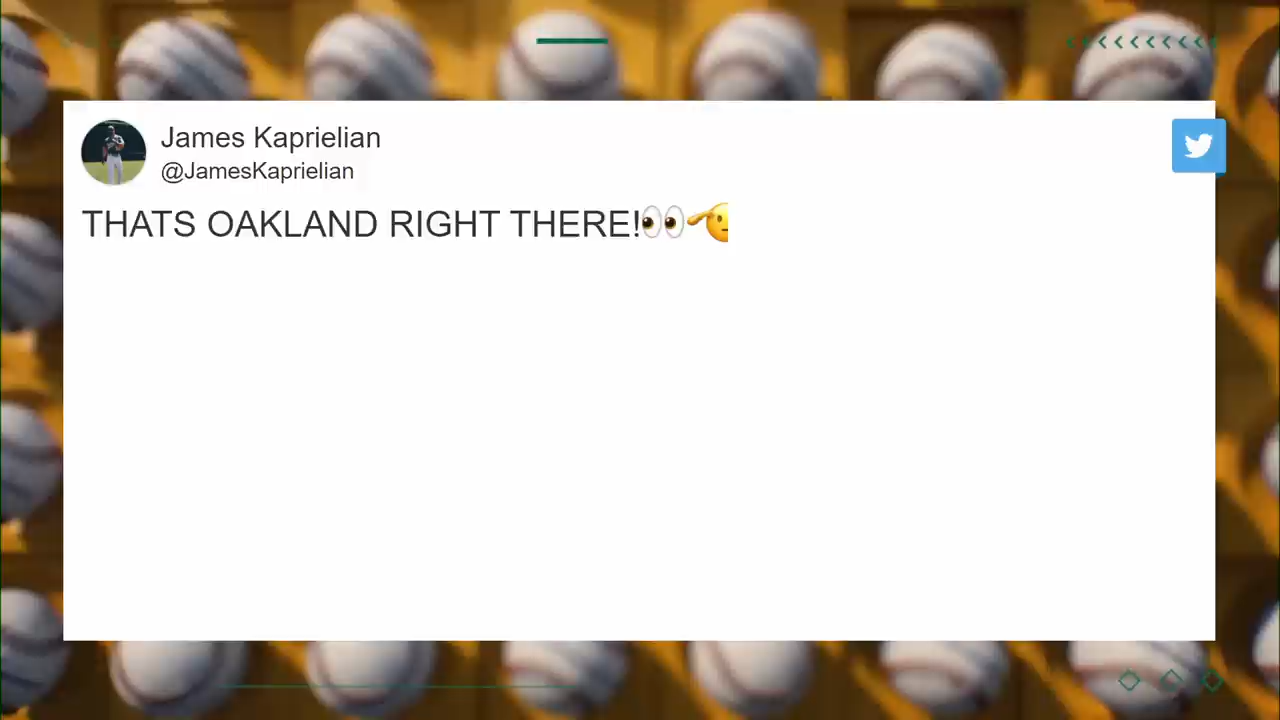 James Kaprielian
@JamesKaprielian
THATS OAKLAND RIGHT THERE!👀🫡